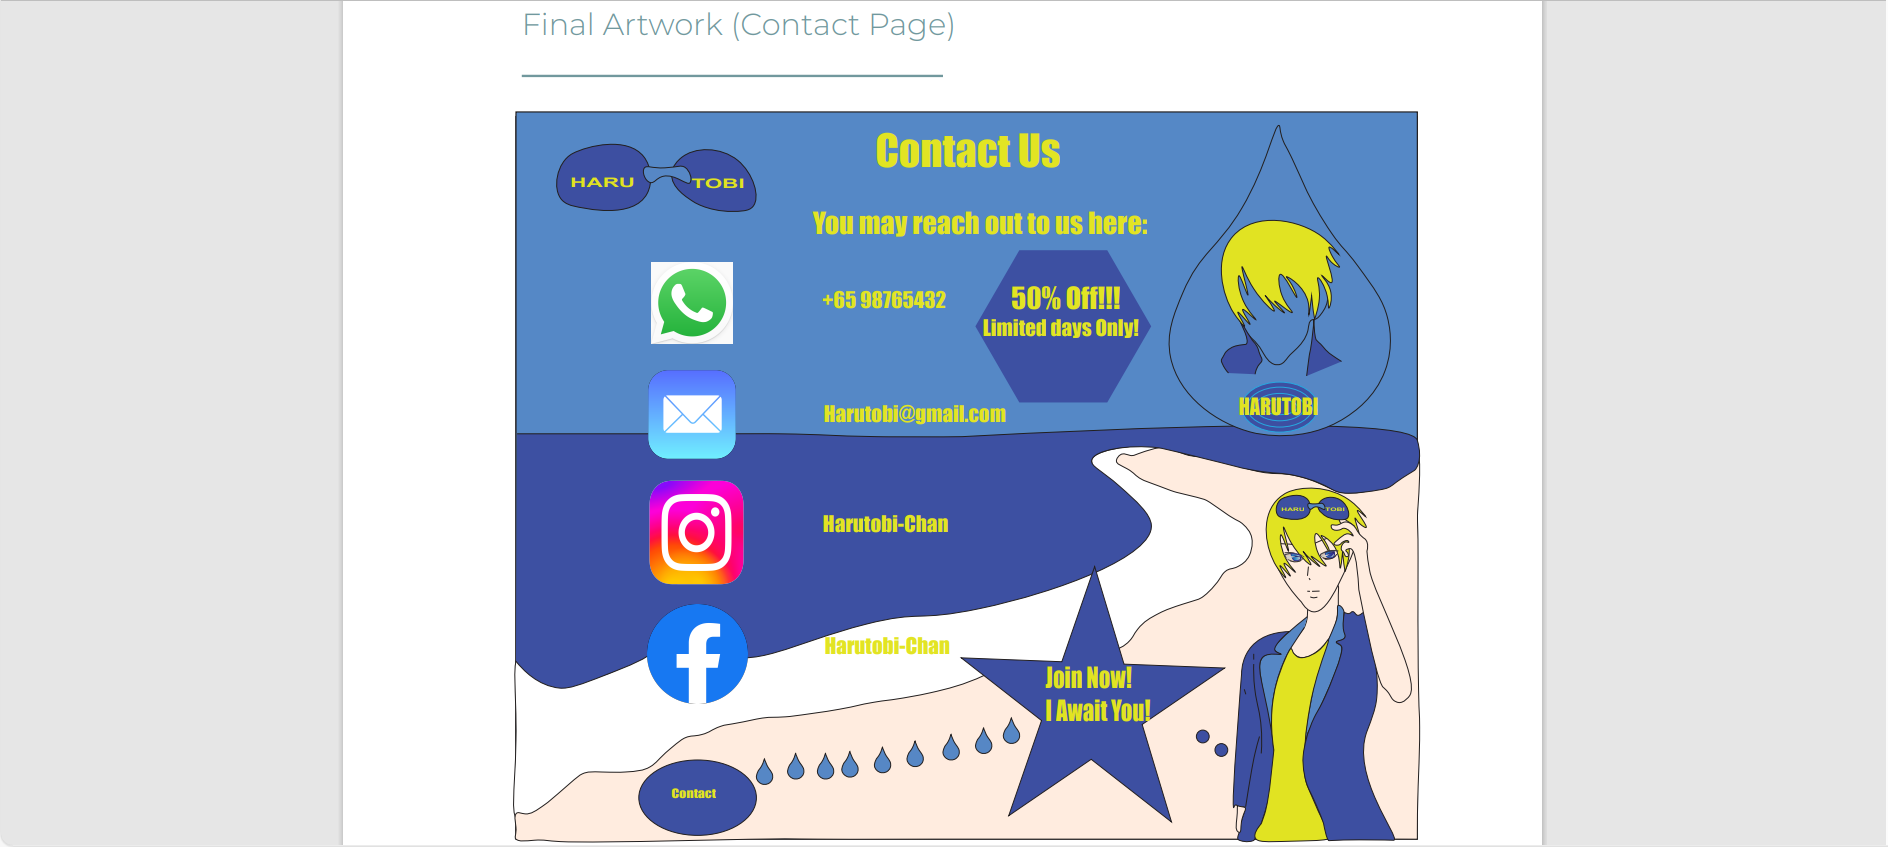 Final Artwork (Contact Page)
HARU TOBI
Contact Us
You may reach out to us here:
+65 98765432
50% Off!!!
Limited days Only!
Harutobi@gmail.com
HARUTOBI
Harutobi-Chan
HARU TOBI
Harutobi-Chan
Join Now!
I Await You!
Contact